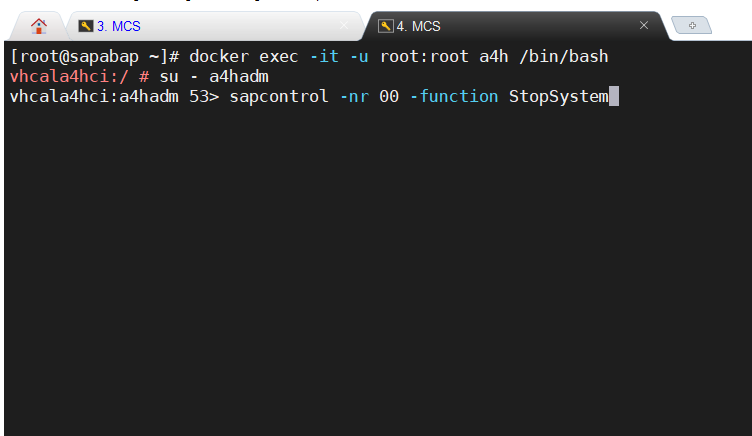 3. MCS
4. MCS
[root@sapabap ~]# docker exec -it -u root:root a4h /bin/bash
vhcala4hci:/ # su - a4hadm
vhcala4hci:a4hadm 53> sapcontrol -nr 00 -function StopSystem